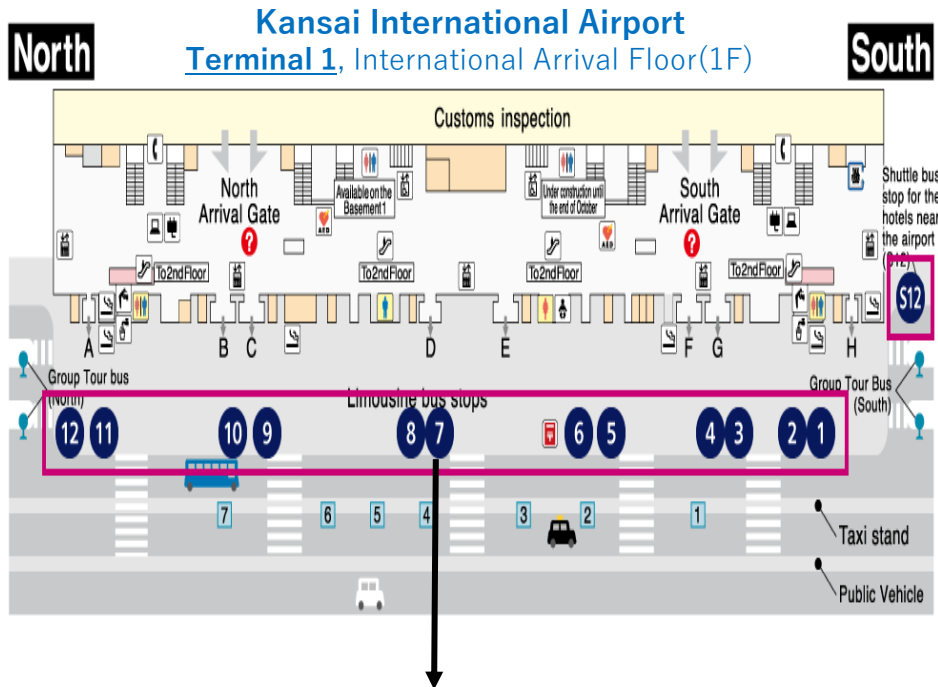 Kansai International Airport
Terminal 1, International Arrival Floor(1F)
North
South
Customs inspection
North
Arrival Gate
?
Available on the
Basement1
AED
Under construction until
the end of October
AED
South
Arrival Gate
?
Shuttle bus
stop for the
hotels near
the airport
(S12)
S12
To2ndFloor
To2ndFloor
To2ndFloor
To2ndFloor
A
B
C
D
E
F
G
H
Group Tour bus
(North)
Limousine bus stops
Group Tour Bus
(South)
12
11
10
9
8
7
6
5
4
3
2
1
7
6
5
4
3
2
1
Taxi stand
Public Vehicle